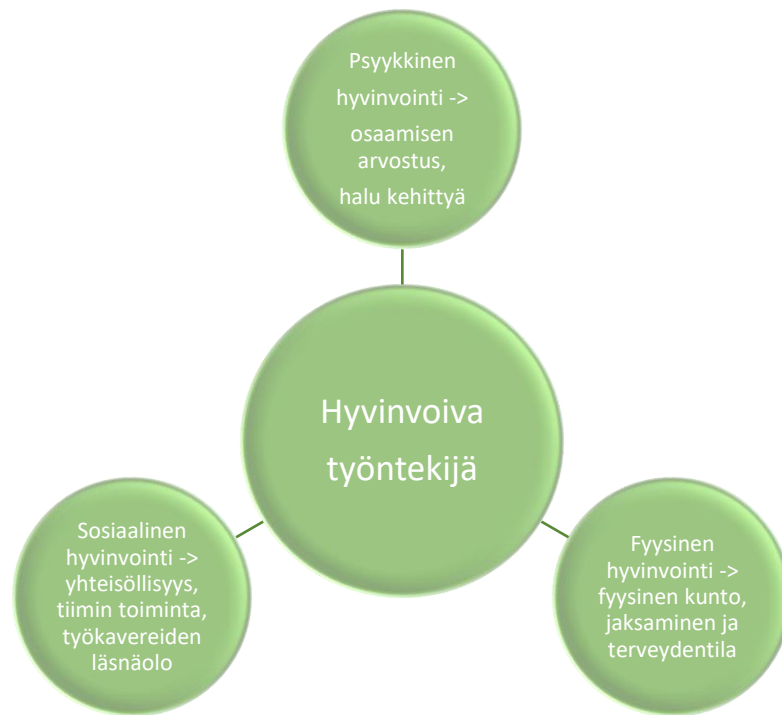 Psyykkinen
hyvinvointi ->
osaamisen
arvostus,
halu kehittyä
Hyvinvoiva
työntekijä
Sosiaalinen
hyvinvointi ->
yhteisöllisyys,
tiimin toiminta,
työkavereiden
läsnäolo
Fyysinen
hyvinvointi ->
fyysinen kunto,
jaksaminen ja
terveydentila